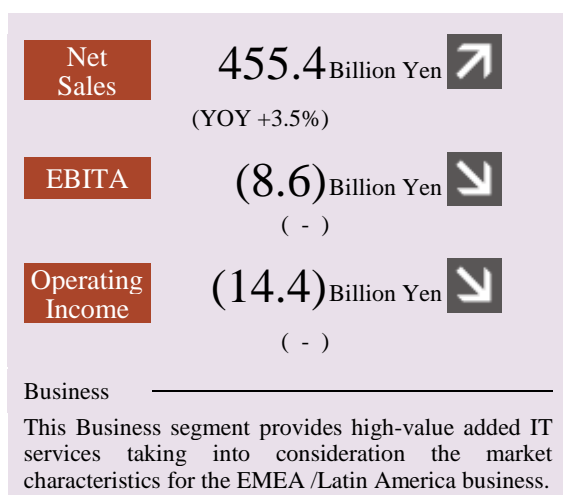 Net
Sales
455.4 Billion Yen
(YOY +3.5%)
EBITA
(8.6) Billion Yen
( - )
Operating
Income
(14.4) Billion Yen
( - )
Business
This Business segment provides high-value added IT
services taking into consideration the market
characteristics for the EMEA /Latin America business.